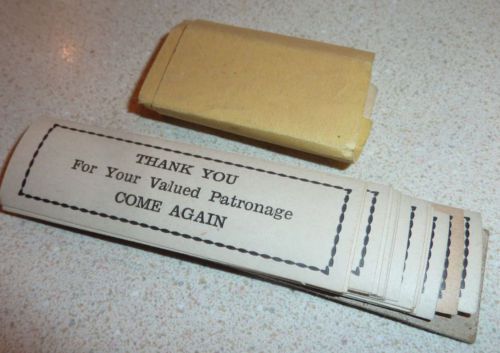 THANK YOU
For Your Valued Patronage
COME AGAIN